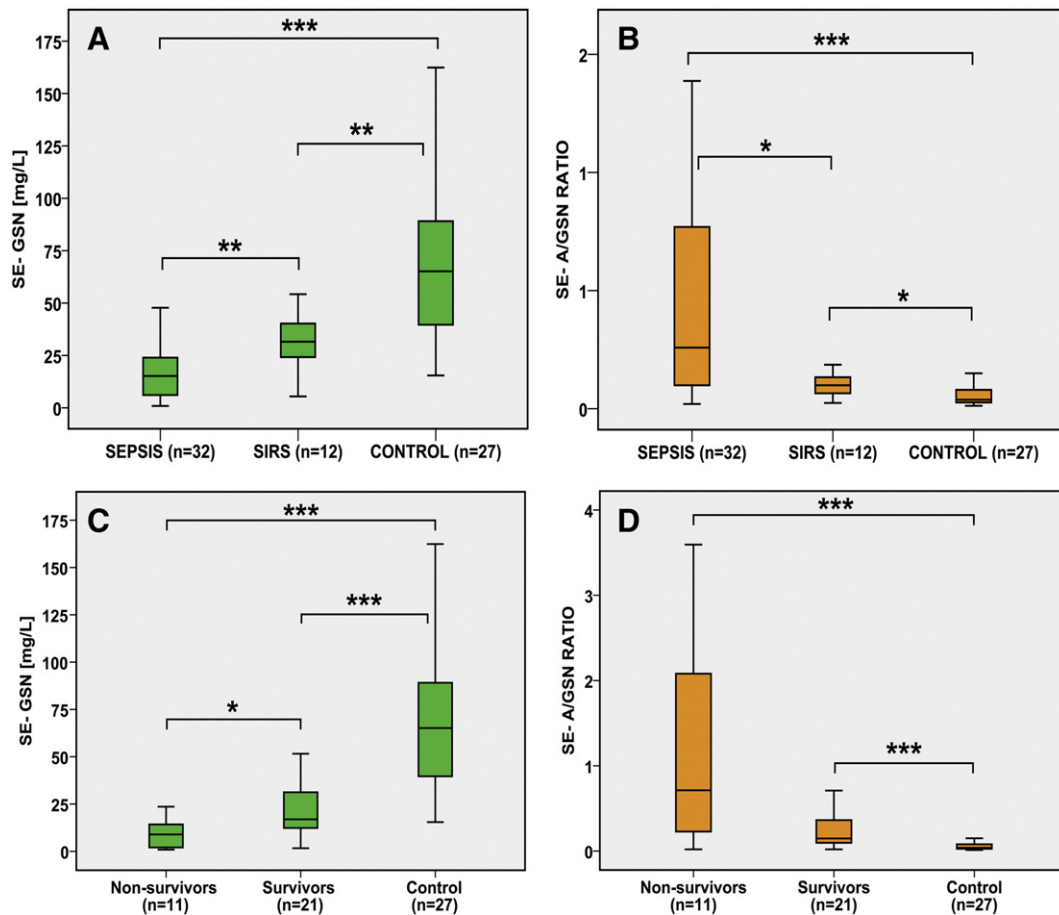 A
SE- GSN [mg/L]
175
150
125
100
75
50
25
0
***
**
**
SEPSIS (n=32) SIRS (n=12) CONTROL (n=27)
B
SE- A/GSN RATIO
2
1
1
0
***
*
*
SEPSIS (n=32) SIRS (n=12) CONTROL (n=27)
C
SE- GSN [mg/L]
175
150
125
100
75
50
25
0
***
***
*
Non-survivors Survivors Control
(n=11) (n=21) (n=27)
D
SE- A/GSN RATIO
4
3
2
1
0
***
***
Non-survivors Survivors Control
(n=11) (n=21) (n=27)